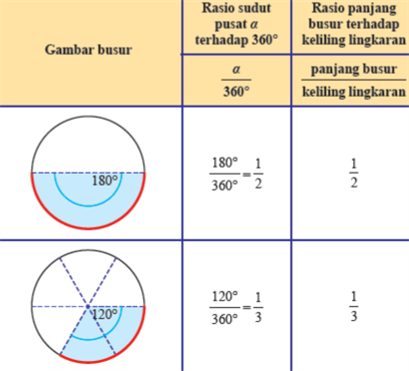 Gambar busur
Rasio sudut
pusat α
terhadap 360°
α
360°
Rasio panjang
busur terhadap
keliling lingkaran
panjang busur
keliling lingkaran
180°
180°
360°
= 1
2
1
2
120°
120°
360°
= 1
3
1
3